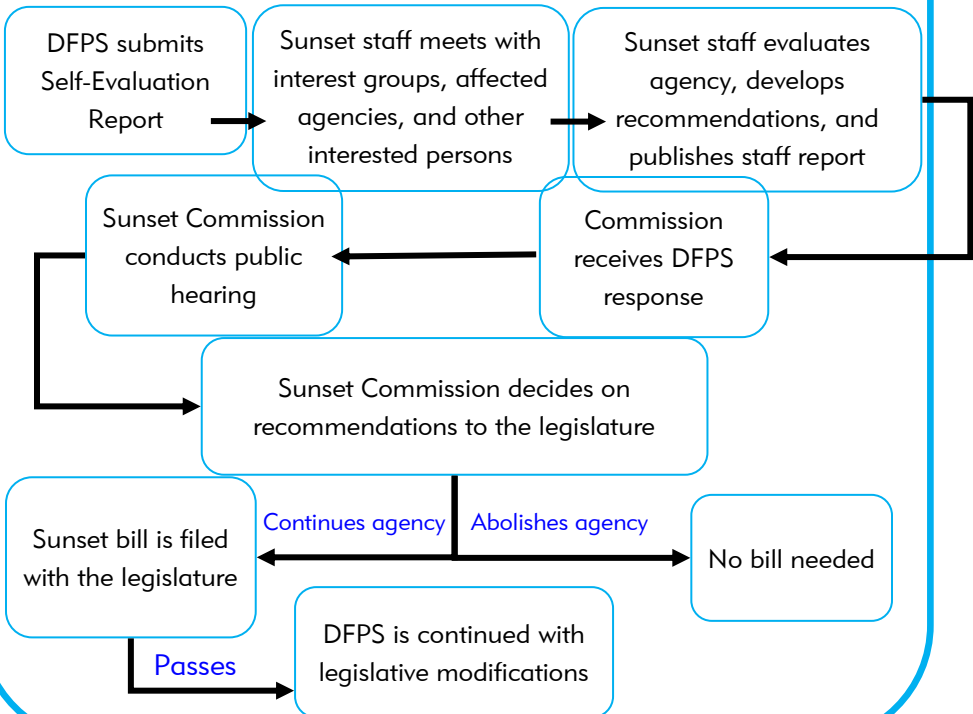 DFPS submits
Self-Evaluation
Report
Sunset staff meets with
interest groups, affected
agencies, and other
interested persons
Sunset staff evaluates
agency, develops
recommendations, and
publishes staff report
Commission
receives DFPS
response
Sunset Commission
conducts public
hearing
Sunset Commission decides on
recommendations to the legislature
Continues agency
Abolishes agency
Sunset bill is filed
with the legislature
No bill needed
Passes
DFPS is continued with
legislative modifications